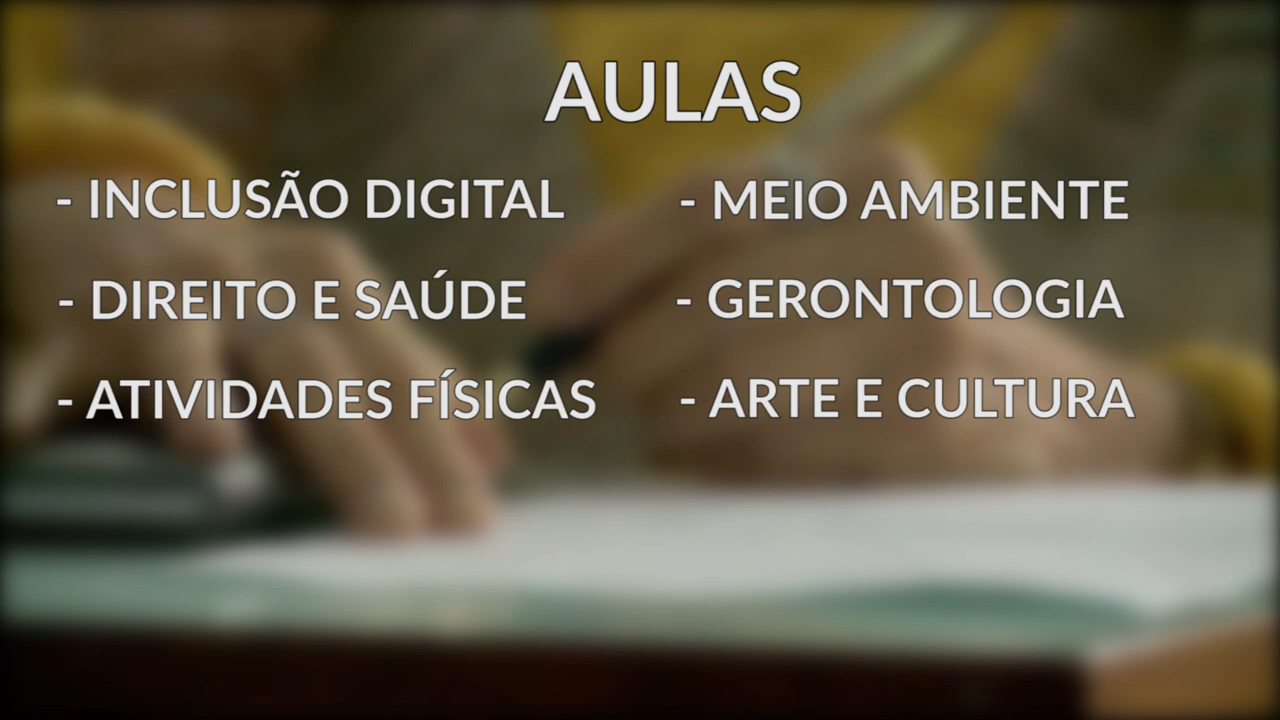 AULAS
- INCLUSÃO DIGITAL
- DIREITO E SAÚDE
- ATIVIDADES FÍSICAS
- MEIO AMBIENTE
- GERONTOLOGIA
- ARTE E CULTURA